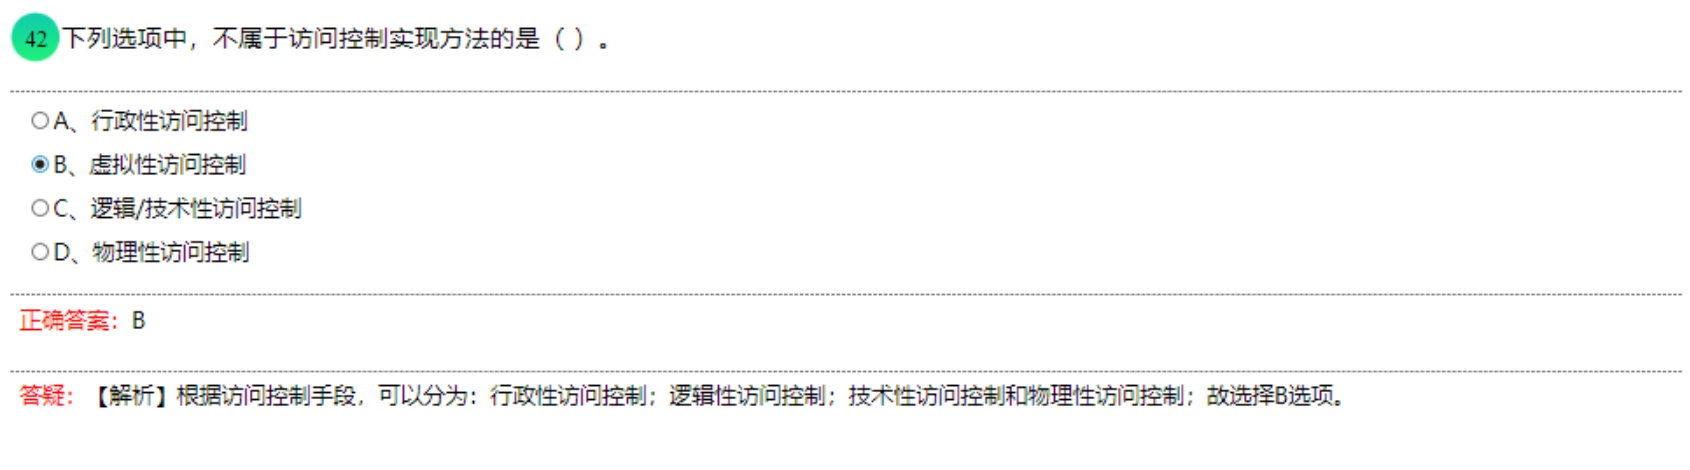 42 下列选项中，不属于访问控制实现方法的是（ ）。
A、行政性访问控制
B、虚拟性访问控制
C、逻辑/技术性访问控制
D、物理性访问控制
正确答案：B
答疑：【解析】根据访问控制手段，可以分为：行政性访问控制；逻辑性访问控制；技术性访问控制和物理性访问控制；故选择B选项。